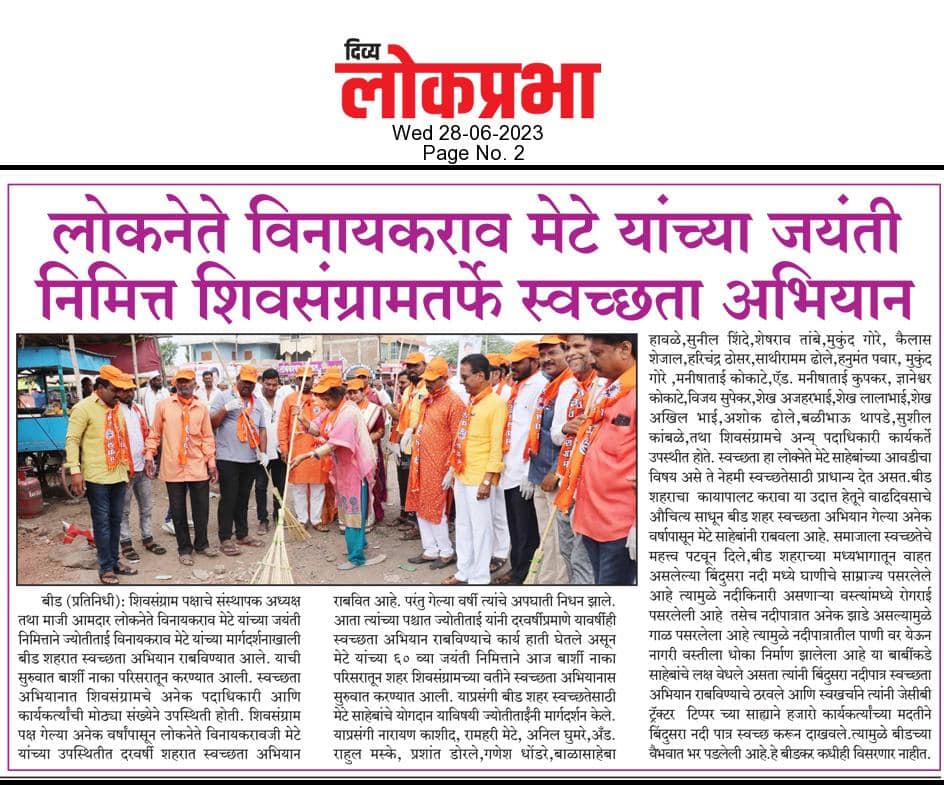 दिव्य
लोकप्रभा
Wed 28-06-2023
Page No. 2
लोकनेते विनायकराव मेटे यांच्या जयंती
निमित्त शिवसंग्रामतर्फे स्वच्छता अभियान
बीड (प्रतिनिधी): शिवसंग्राम पक्षाचे संस्थापक अध्यक्ष
तथा माजी आमदार लोकनेते विनायकराव मेटे यांच्या जयंती
निमित्ताने ज्योतीताई विनायकराव मेटे यांच्या मार्गदर्शनाखाली
बीड शहरात स्वच्छता अभियान राबविण्यात आले. याची
सुरुवात बार्शी नाका परिसरातून करण्यात आली. स्वच्छता
अभियानात शिवसंग्रामचे अनेक पदाधिकारी आणि
कार्यकर्त्यांची मोठ्या संख्येने उपस्थिती होती. शिवसंग्राम
पक्ष गेल्या अनेक वर्षांपासून लोकनेते विनायकरावजी मेटे
यांच्या उपस्थितीत दरवर्षी शहरात स्वच्छता अभियान
राबवित आहे. परंतु गेल्या वर्षी त्यांचे अपघाती निधन झाले.
आता त्यांच्या पश्चात ज्योतीताई यांनी दरवर्षीप्रमाणे यावर्षीही
स्वच्छता अभियान राबविण्याचे कार्य हाती घेतले असून
मेटे यांच्या ६० व्या जयंती निमित्ताने आज बार्शी नाका
परिसरातून शहर शिवसंग्रामच्या वतीने स्वच्छता अभियानास
सुरुवात करण्यात आली. याप्रसंगी बीड शहर स्वच्छतेसाठी
मेटे साहेबांचे योगदान याविषयी ज्योतीताईंनी मार्गदर्शन केले.
याप्रसंगी नारायण काशीद, रामहरी मेटे, अनिल घुमरे,अँड.
राहुल मस्के, प्रशांत डोरले,गणेश धोंडरे,बाळासाहेबा
हावळे,सुनील शिंदे,शेषराव तांबे,मुकुंद गोरे, कैलास
शेजाल,हरिचंद्र ठोसर,साथीरामम ढोले,हनुमंत पवार, मुकुंद
गोरे ,मनीषाताई कोकाटे,ऍड. मनीषाताई कुपकर, ज्ञानेश्वर
कोकाटे,विजय सुपेकर,शेख अजहरभाई,शेख लालाभाई,शेख
अखिल भाई,अशोक ढोले,बळीभाऊ थापडे,सुशील
कांबळे,तथा शिवसंग्रामचे अन्य् पदाधिकारी कार्यकर्ते
उपस्थीत होते. स्वच्छता हा लोक्नेते मेटे साहेबांच्या आवडीचा
विषय असे ते नेहमी स्वच्छतेसाठी प्राधान्य देत असत.बीड
शहराचा कायापालट करावा या उदात्त हेतूने वाढदिवसाचे
औचित्य साधून बीड शहर स्वच्छता अभियान गेल्या अनेक
वर्षापासून मेटे साहबांनी राबवला आहे. समाजाला स्वच्छतेचे
महत्त्व पटवून दिले,बीड शहराच्या मध्यभागातून वाहत
असलेल्या बिंदुसरा नदी मध्ये घाणीचे साम्राज्य पसरलेले
आहे त्यामुळे नदीकिनारी असणाऱ्या वस्त्यांमध्ये रोगराई
पसरलेली आहे तसेच नदीपात्रात अनेक झाडे असल्यामुळे
गाळ पसरलेला आहे त्यामुळे नदीपात्रातील पाणी वर येऊन
नागरी वस्तीला धोका निर्माण झालेला आहे या बाबींकडे
साहेबांचे लक्ष वेधले असता त्यांनी बिंदुसरा नदीपात्र स्वच्छता
अभियान राबविण्याचे ठरवले आणि स्वखर्चाने त्यांनी जेसीबी
ट्रॅक्टर टिप्पर च्या साह्याने हजारो कार्यकर्त्यांच्या मदतीने
बिंदुसरा नदी पात्र स्वच्छ करून दाखवले.त्यामुळे बीडच्या
वैभवात भर पडलेली आहे.हे बीडकर कधीही विसरणार नाहीत.